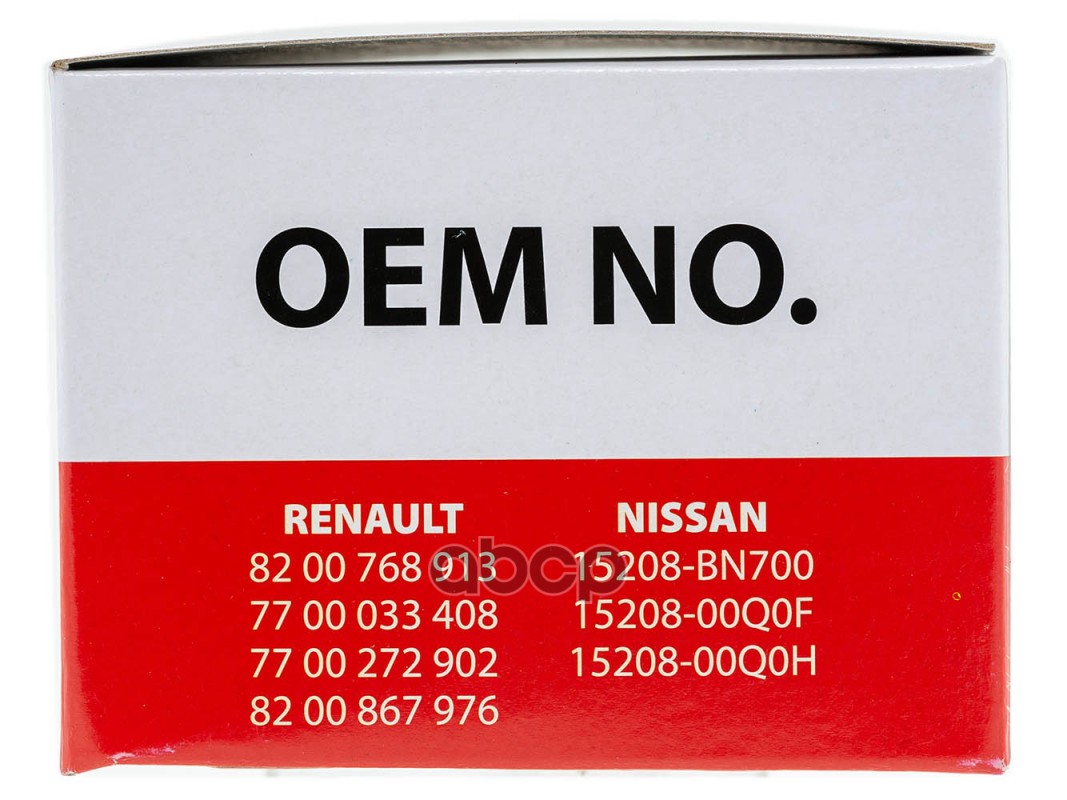 OEM NO.
RENAULT
82 00 768 913
77 00 033 408
77 00 272 902
82 00 867 976
NISSAN
15208-BN700
15208-00Q0F
15208-00Q0H
abcp